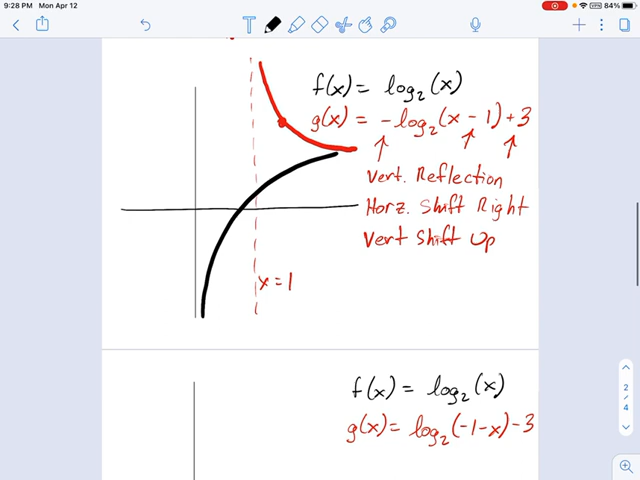 9:28 PM Mon Apr 12
VPN 84%
T
f(x) = log₂(x)
g(x) = -log₂(x - 1) + 3
Vert. Reflection
Horz. Shift Right
Vert Shift Up
x = 1
2
4
f(x) = log₂(x)
g(x) = log₂(-1-x) - 3